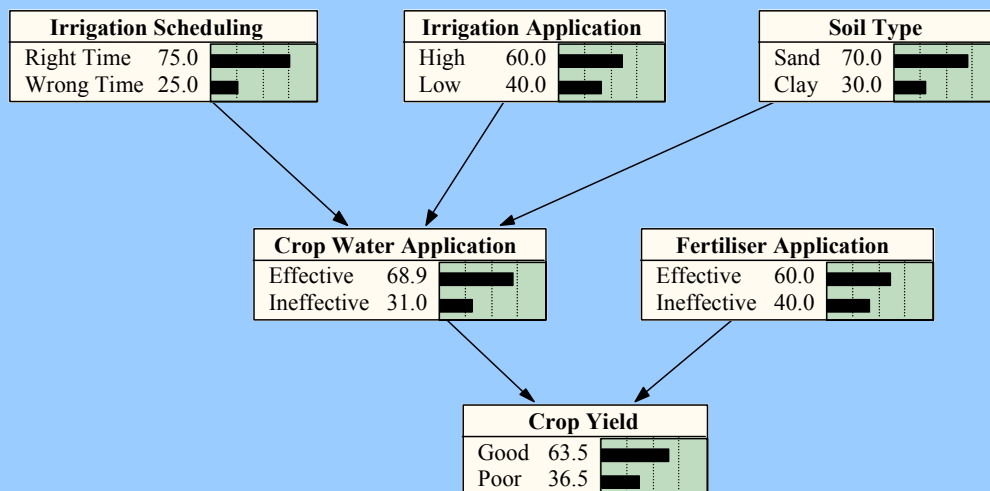 Irrigation Scheduling
Right Time 75.0
Wrong Time 25.0
Irrigation Application
High 60.0
Low 40.0
Soil Type
Sand 70.0
Clay 30.0
Crop Water Application
Effective 68.9
Ineffective 31.0
Fertiliser Application
Effective 60.0
Ineffective 40.0
Crop Yield
Good 63.5
Poor 36.5